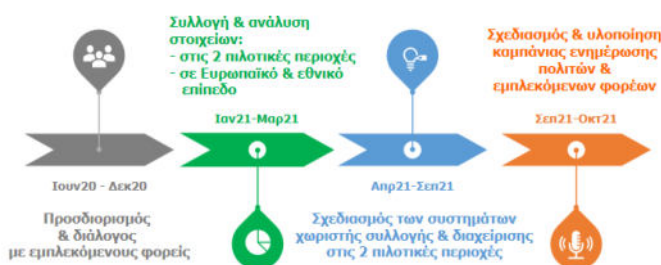 Συλλογή & ανάλυση
στοιχείων:
- στις 2 πιλοτικές περιοχές
- σε Ευρωπαϊκό & εθνικό
επίπεδο
Σχεδιασμός & υλοποίηση
καμπάνιας ενημέρωσης
πολιτών &
εμπλεκόμενων φορέων
Ιαν21-Μαρ21
Σεπ21-Οκτ21
Ιουν20 - Δεκ20
Απρ21-Σεπ21
Προσδιορισμός
& διάλογος
με εμπλεκόμενους φορείς
Σχεδιασμός των συστημάτων
χωριστής συλλογής & διαχείρισης
στις 2 πιλοτικές περιοχές